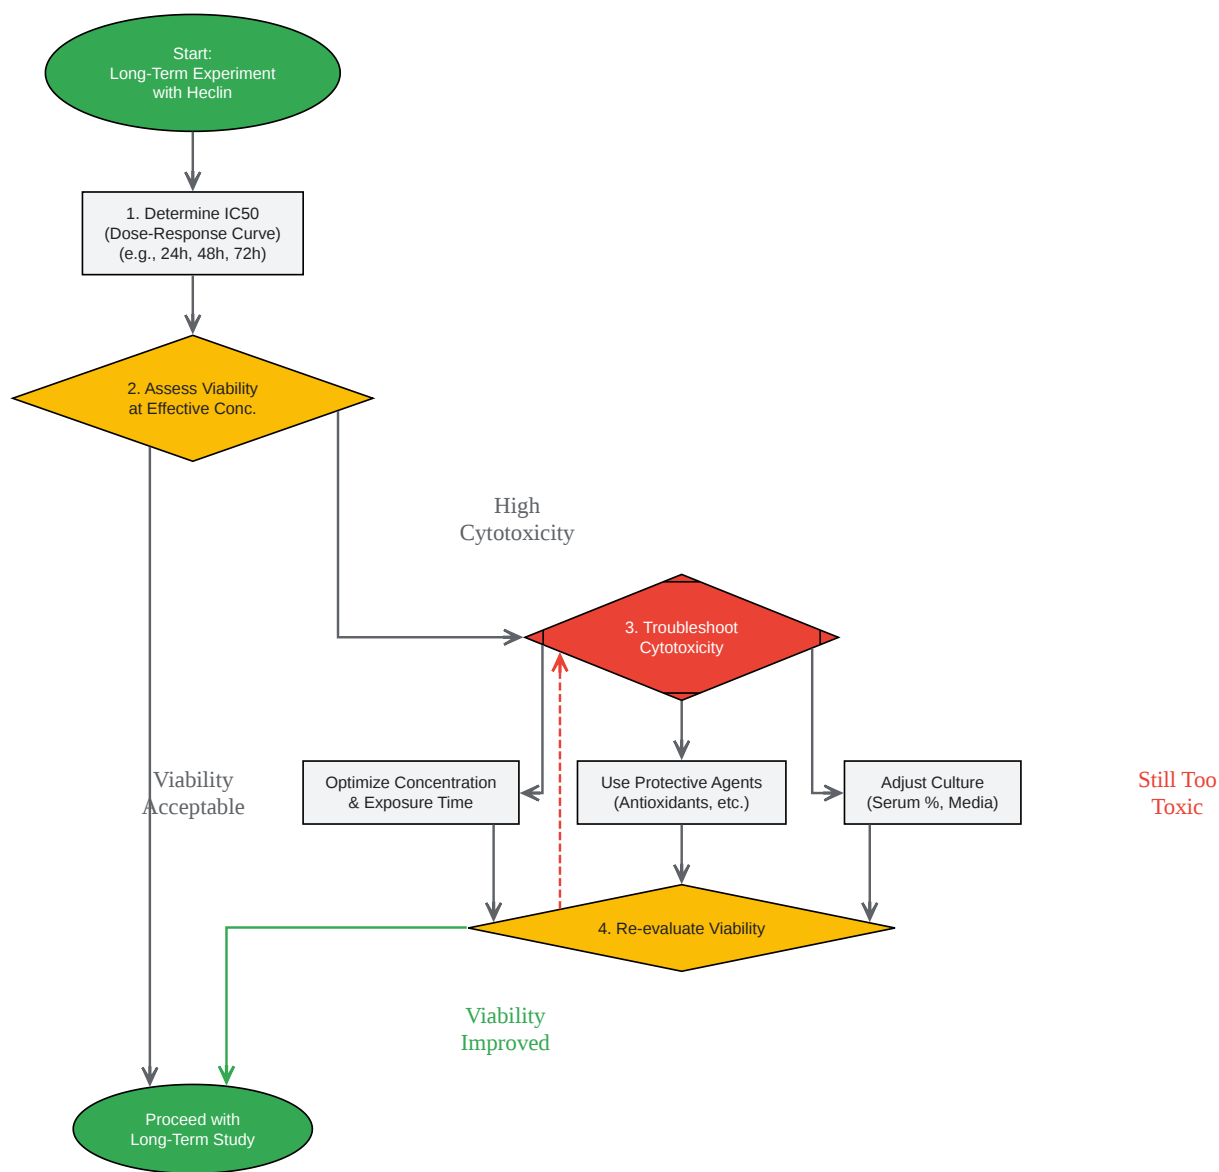 Start:
Long-Term Experiment
with Heclin
1. Determine IC50
(Dose-Response Curve)
(e.g., 24h, 48h, 72h)
2. Assess Viability
at Effective Conc.
High
Cytotoxicity
3. Troubleshoot
Cytotoxicity
Viability
Acceptable
Optimize Concentration
& Exposure Time
Use Protective Agents
(Antioxidants, etc.)
Adjust Culture
(Serum %, Media)
Still Too
Toxic
4. Re-evaluate Viability
Viability
Improved
Proceed with
Long-Term Study